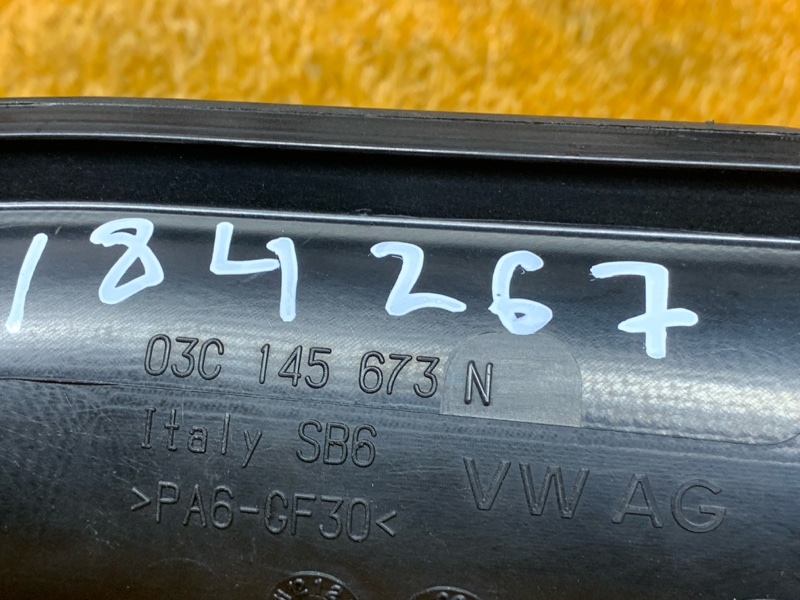 184267
03C 145 673 N
Italy SB6
VW AG
>PA6-GF30<